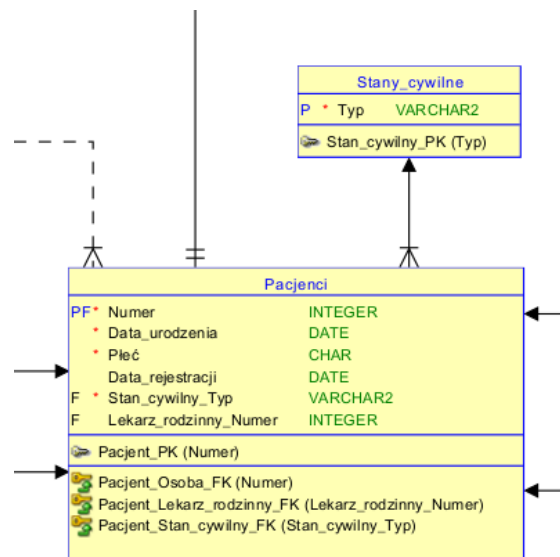 Stany_cywilne
P * Typ VARCHAR2
Stan_cywilny_PK (Typ)
Pacjenci
PF* Numer INTEGER
* Data_urodzenia DATE
* Płeć CHAR
Data_rejestracji DATE
F * Stan_cywilny_Typ VARCHAR2
F Lekarz_rodzinny_Numer INTEGER
Pacjent_PK (Numer)
Pacjent_Osoba_FK (Numer)
Pacjent_Lekarz_rodzinny_FK (Lekarz_rodzinny_Numer)
Pacjent_Stan_cywilny_FK (Stan_cywilny_Typ)